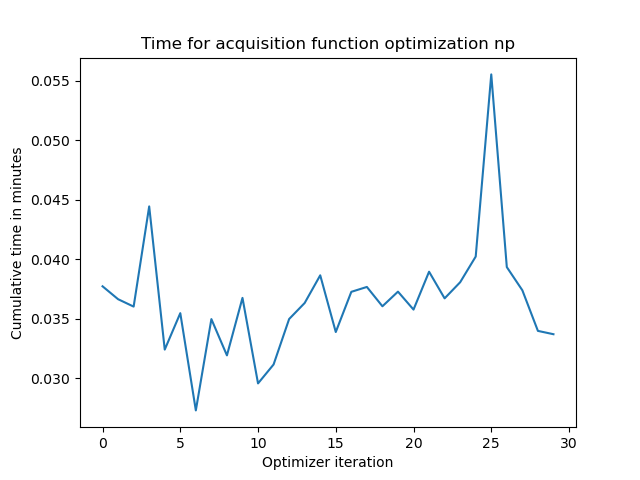 Time for acquisition function optimization np
Cumulative time in minutes
0.055
0.050
0.045
0.040
0.035
0.030
0 5 10 15 20 25 30
Optimizer iteration